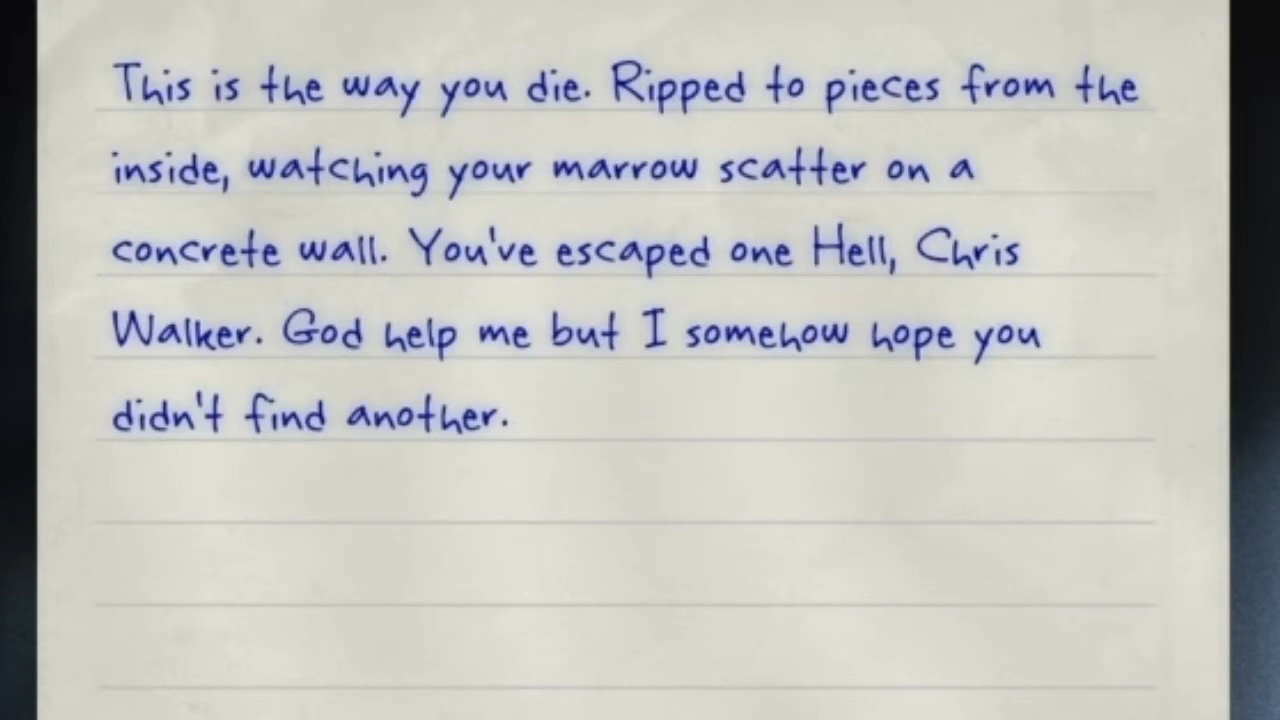 This is the way you die. Ripped to pieces from the
inside, watching your marrow scatter on a
concrete wall. You've escaped one Hell, Chris
Walker. God help me but I somehow hope you
didn't find another.